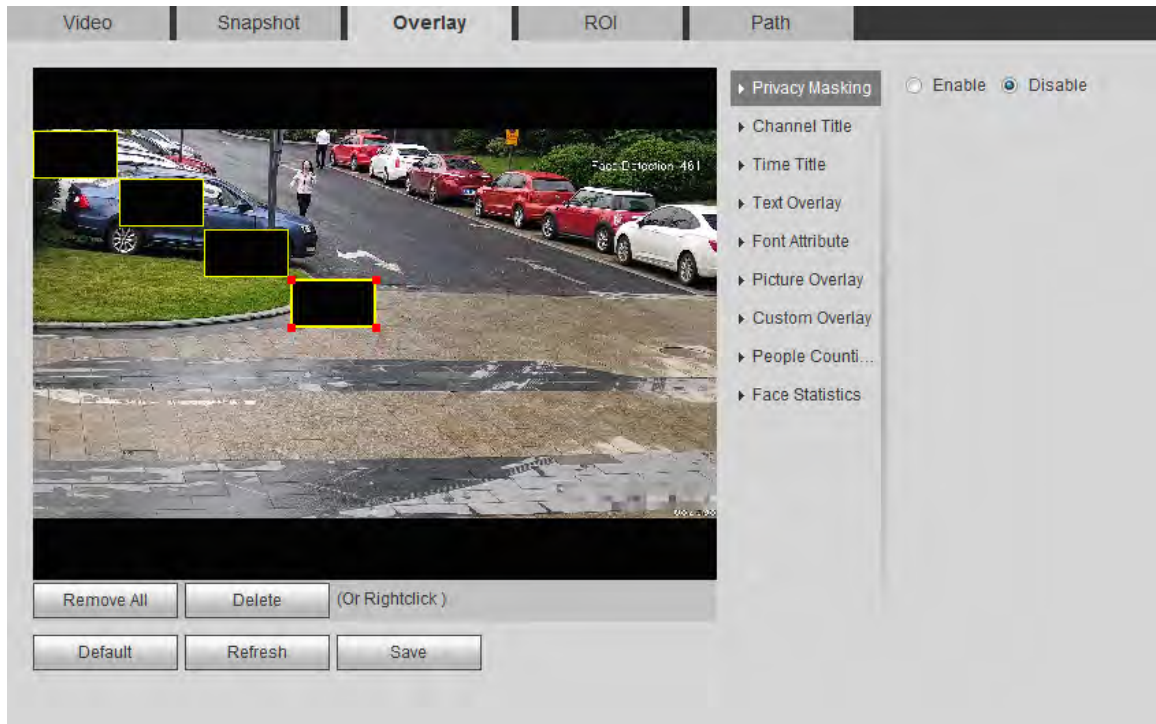 Video Snapshot Overlay ROI Path
Privacy Masking Enable Disable
Channel Title
Face Detection
Time Title
Text Overlay
Font Attribute
Picture Overlay
Custom Overlay
People Counti...
Face Statistics
Remove All Delete (Or Rightclick )
Default Refresh Save